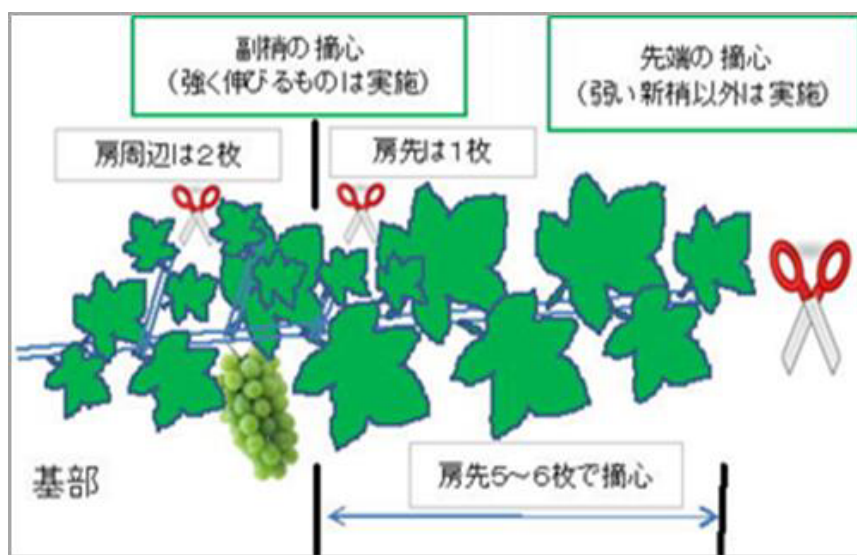 副梢の摘心
(強く伸びるものは実施)
先端の摘心
(弱い新梢以外は実施)
房周辺は２枚
房先は１枚
基部
房先５～６枚で摘心